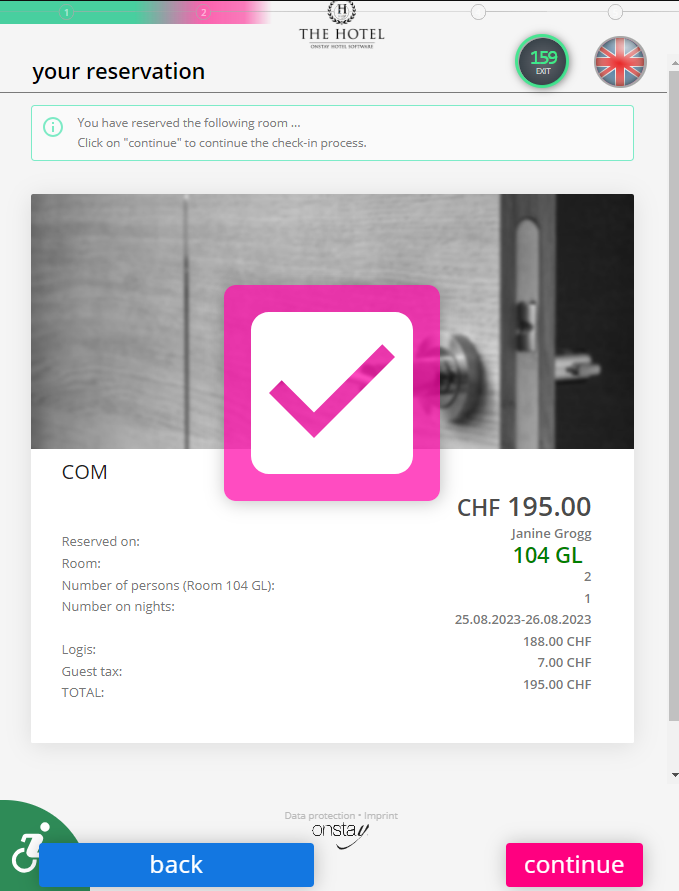 1
2
H
THE HOTEL
ONSTAY HOTEL SOFTWARE
your reservation
159
EXIT
You have reserved the following room ...
Click on "continue" to continue the check-in process.
COM
CHF 195.00
Reserved on: Janine Grogg
Room: 104 GL
Number of persons (Room 104 GL): 2
Number on nights: 1
25.08.2023-26.08.2023
Logis: 188.00 CHF
Guest tax: 7.00 CHF
TOTAL: 195.00 CHF
Data protection • Imprint
onstay
back
continue